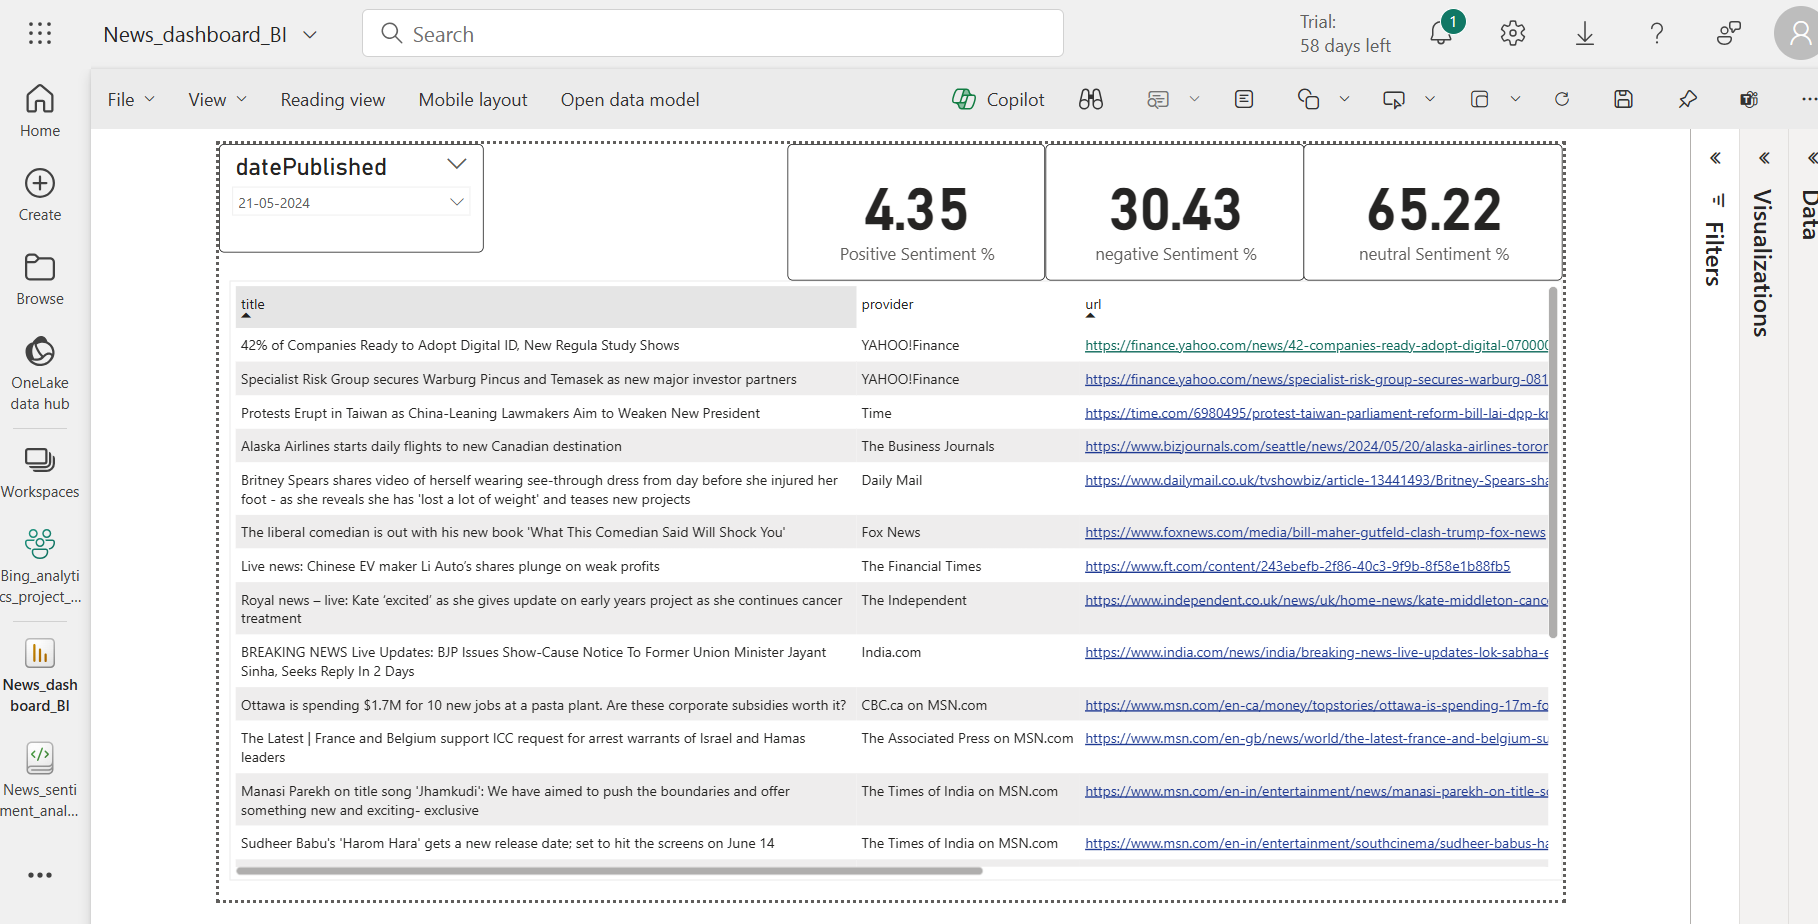 News_dashboard_BI
Search
Trial:
58 days left
1
Home
Create
Browse
OneLake
data hub
Workspaces
Bing_analyti
cs_project_...
News_dash
board_BI
News_senti
ment_anal...
File
View
Reading view
Mobile layout
Open data model
Copilot
datePublished
21-05-2024
4.35
Positive Sentiment %
30.43
negative Sentiment %
65.22
neutral Sentiment %
title provider url
42% of Companies Ready to Adopt Digital ID, New Regula Study Shows YAHOO!Finance https://finance.yahoo.com/news/42-companies-ready-adopt-digital-07000
Specialist Risk Group secures Warburg Pincus and Temasek as new major investor partners YAHOO!Finance https://finance.yahoo.com/news/specialist-risk-group-secures-warburg-081
Protests Erupt in Taiwan as China-Leaning Lawmakers Aim to Weaken New President Time https://time.com/6980495/protest-taiwan-parliament-reform-bill-lai-dpp-k
Alaska Airlines starts daily flights to new Canadian destination The Business Journals https://www.bizjournals.com/seattle/news/2024/05/20/alaska-airlines-toror
Britney Spears shares video of herself wearing see-through dress from day before she injured her Daily Mail https://www.dailymail.co.uk/tvshowbiz/article-13441493/Britney-Spears-sha
foot - as she reveals she has 'lost a lot of weight' and teases new projects
The liberal comedian is out with his new book 'What This Comedian Said Will Shock You' Fox News https://www.foxnews.com/media/bill-maher-gutfeld-clash-trump-fox-news
Live news: Chinese EV maker Li Auto’s shares plunge on weak profits The Financial Times https://www.ft.com/content/243ebefb-2f86-40c3-9f9b-8f58e1b88fb5
Royal news – live: Kate ‘excited’ as she gives update on early years project as she continues cancer The Independent https://www.independent.co.uk/news/uk/home-news/kate-middleton-canc
treatment
BREAKING NEWS Live Updates: BJP Issues Show-Cause Notice To Former Union Minister Jayant India.com https://www.india.com/news/india/breaking-news-live-updates-lok-sabha-e
Sinha, Seeks Reply In 2 Days
Ottawa is spending $1.7M for 10 new jobs at a pasta plant. Are these corporate subsidies worth it? CBC.ca on MSN.com https://www.msn.com/en-ca/money/topstories/ottawa-is-spending-17m-fo
The Latest | France and Belgium support ICC request for arrest warrants of Israel and Hamas The Associated Press on MSN.com https://www.msn.com/en-gb/news/world/the-latest-france-and-belgium-su
leaders
Manasi Parekh on title song 'Jhamkudi': We have aimed to push the boundaries and offer The Times of India on MSN.com https://www.msn.com/en-in/entertainment/news/manasi-parekh-on-title-s
something new and exciting- exclusive
Sudheer Babu's 'Harom Hara' gets a new release date; set to hit the screens on June 14 The Times of India on MSN.com https://www.msn.com/en-in/entertainment/southcinema/sudheer-babus-ha
Filters
Visualizations
Data